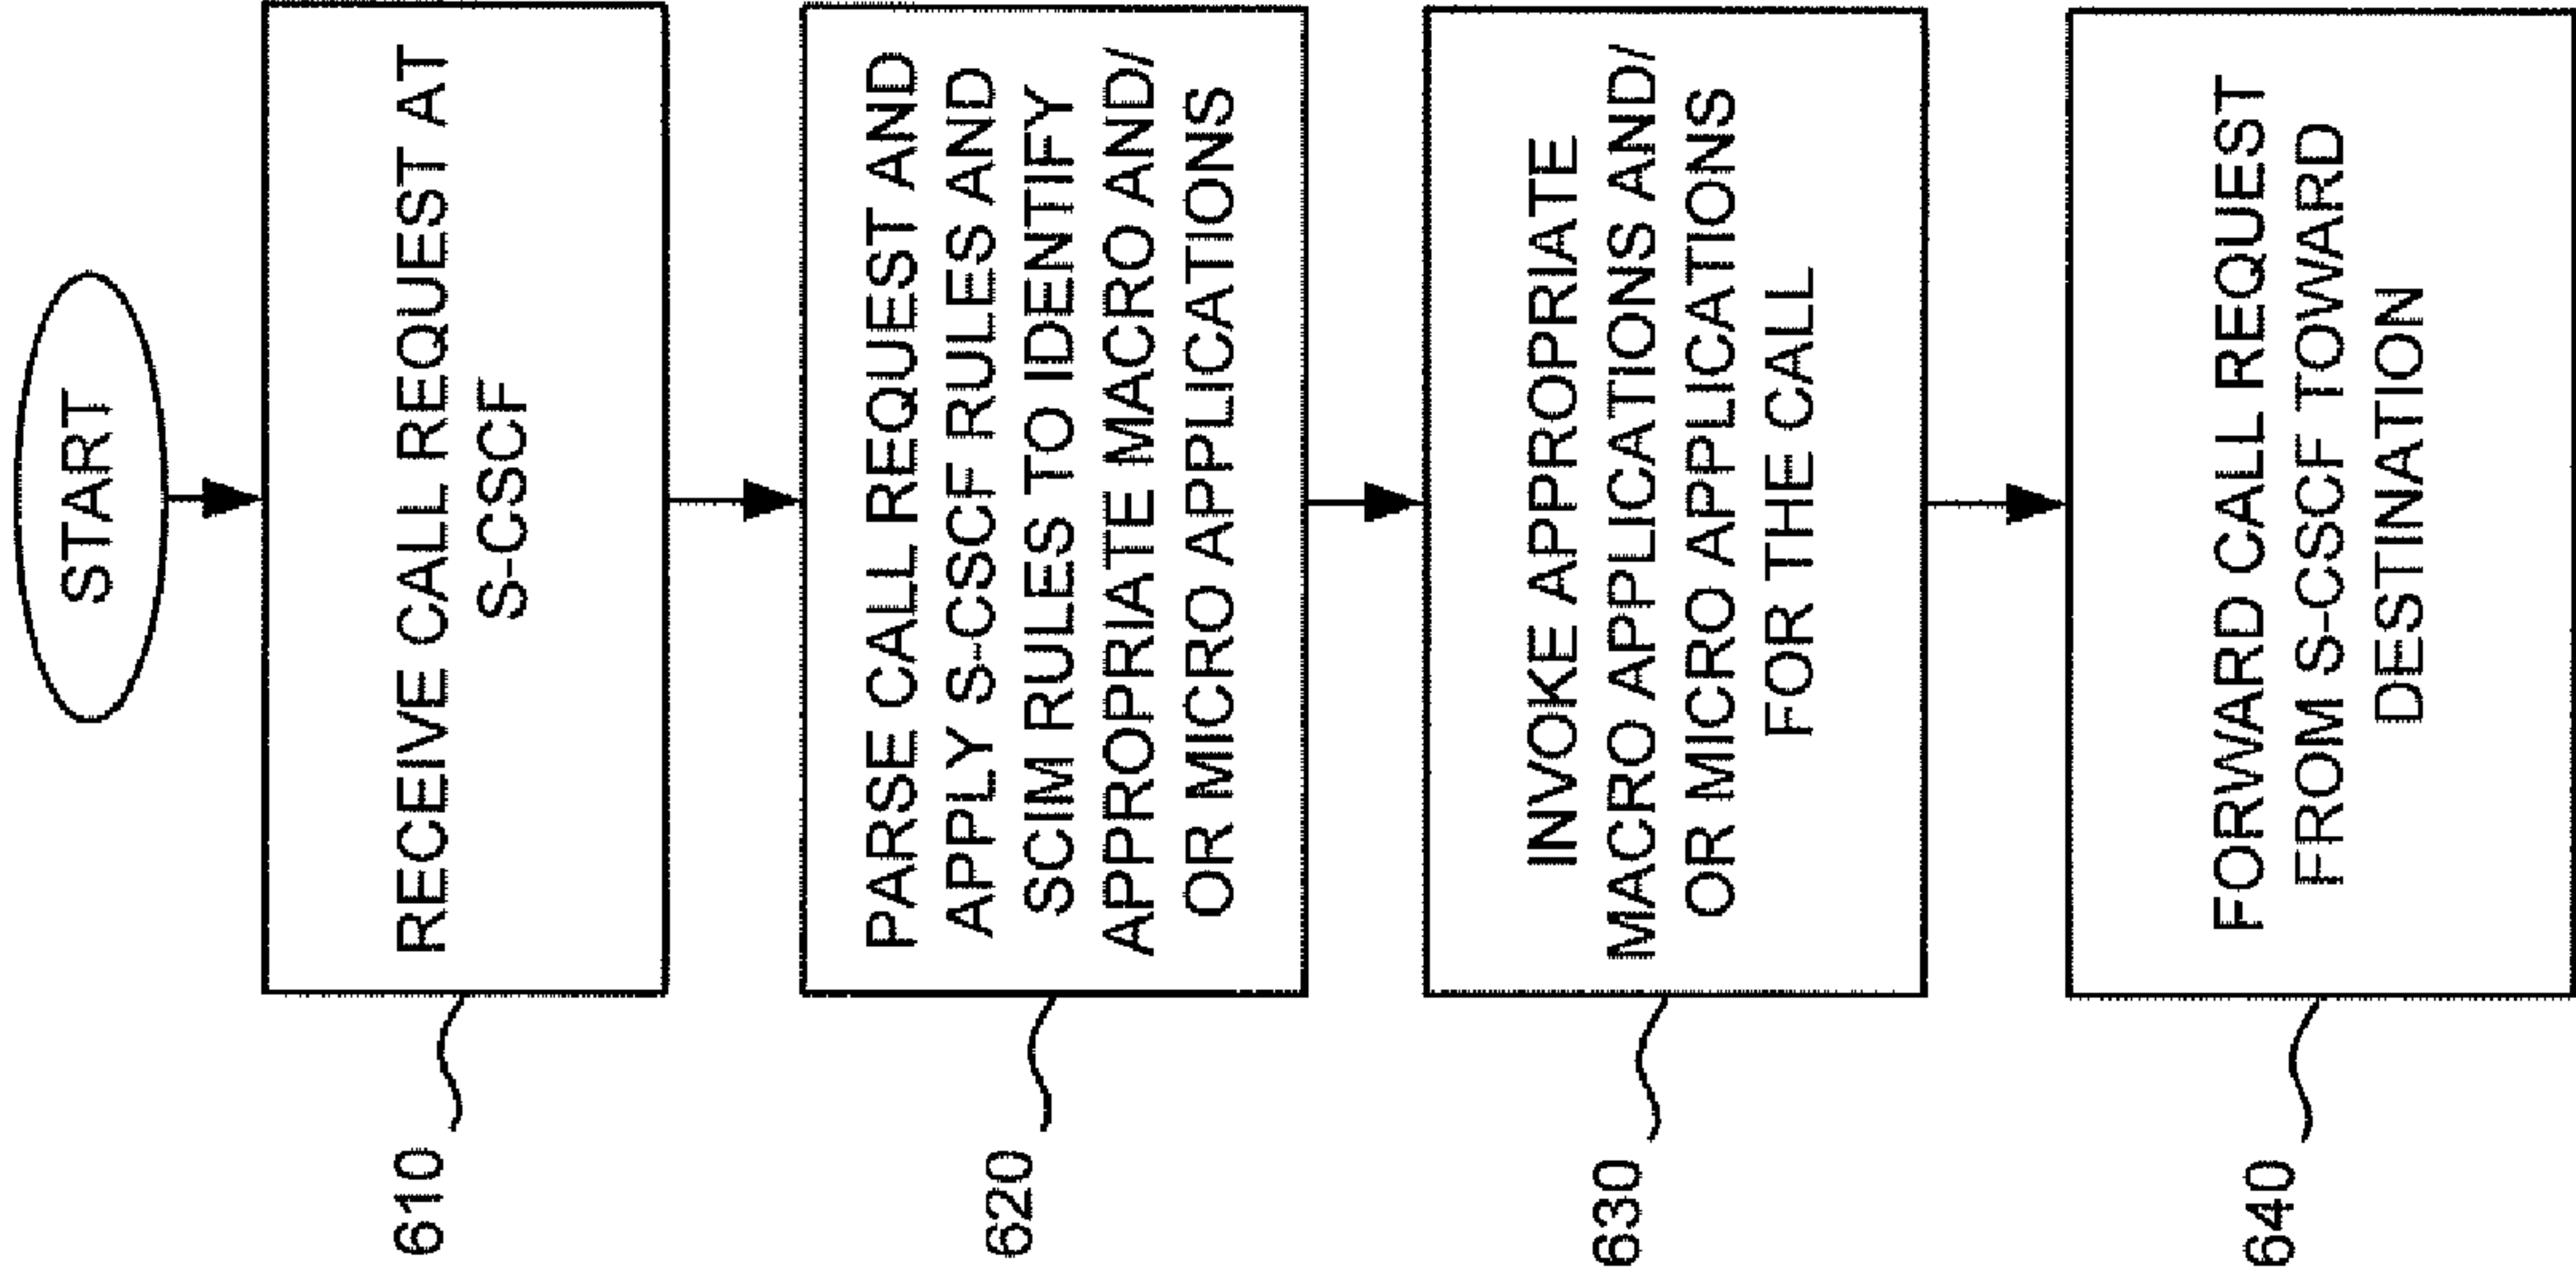 START
610
RECEIVE CALL REQUEST AT
S-CSCF
620
PARSE CALL REQUEST AND
APPLY S-CSCF RULES AND
SCIM RULES TO IDENTIFY
APPROPRIATE MACRO AND/
OR MICRO APPLICATIONS
630
INVOKE APPROPRIATE
MACRO APPLICATIONS AND/
OR MICRO APPLICATIONS
FOR THE CALL
640
FORWARD CALL REQUEST
FROM S-CSCF TOWARD
DESTINATION